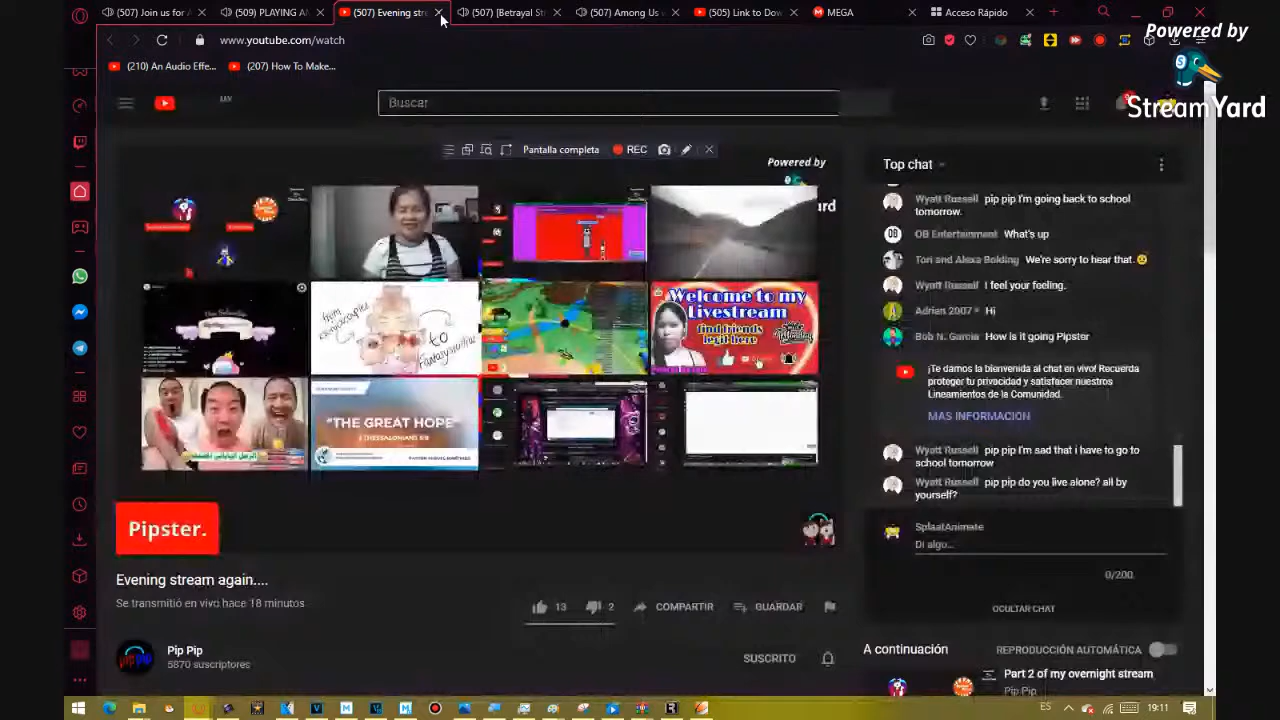 (507) Join us for A
(509) PLAYING A
(507) Evening stre
(507) [Betrayal St
(507) Among Us w
(505) Link to Dow
MEGA
Acceso Rápido
www.youtube.com/watch
Powered by
StreamYard
(210) An Audio Effe...
(207) How To Make...
Buscar
Pantalla completa
REC
Powered by
ard
Top chat
Wyatt Russell pip pip I'm going back to school
tomorrow.
OB Entertainment What's up
Tori and Alexa Bolding We're sorry to hear that.
Wyatt Russell I feel your feeling.
Adrian 2007 Hi
Bob N. Garcia How is it going Pipster
¡Te damos la bienvenida al chat en vivo! Recuerda
proteger tu privacidad y satisfacer nuestros
Lineamientos de la Comunidad.
MÁS INFORMACIÓN
Wyatt Russell pip pip I'm sad that i have to go to
school tomorrow
Wyatt Russell pip pip do you live alone? all by
yourself?
Welcome to my
Livestream
find friends
legit here
to
"THE GREAT HOPE"
Pipster.
SplaatAnimate
Di algo...
0/200
OCULTAR CHAT
Evening stream again....
Se transmitió en vivo hace 18 minutos
13
2
COMPARTIR
GUARDAR
Pip Pip
5870 suscriptores
SUSCRITO
A continuación
REPRODUCCIÓN AUTOMÁTICA
Part 2 of my overnight stream
Pip Pip
ES
19:11